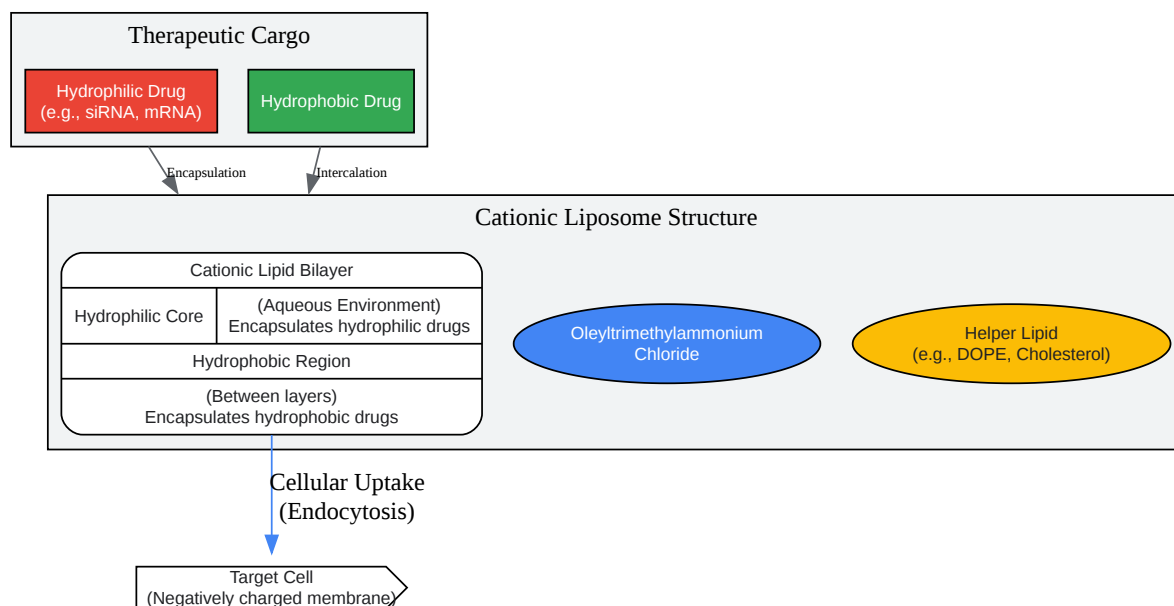 Therapeutic Cargo
Hydrophilic Drug
(e.g., siRNA, mRNA)
Hydrophobic Drug
Encapsulation
Intercalation
Cationic Liposome Structure
Cationic Lipid Bilayer
Hydrophilic Core
(Aqueous Environment)
Encapsulates hydrophilic drugs
Hydrophobic Region
(Between layers)
Encapsulates hydrophobic drugs
Oleyltrimethylammonium
Chloride
Helper Lipid
(e.g., DOPE, Cholesterol)
Cellular Uptake
(Endocytosis)
Target Cell
(Negatively charged membrane)